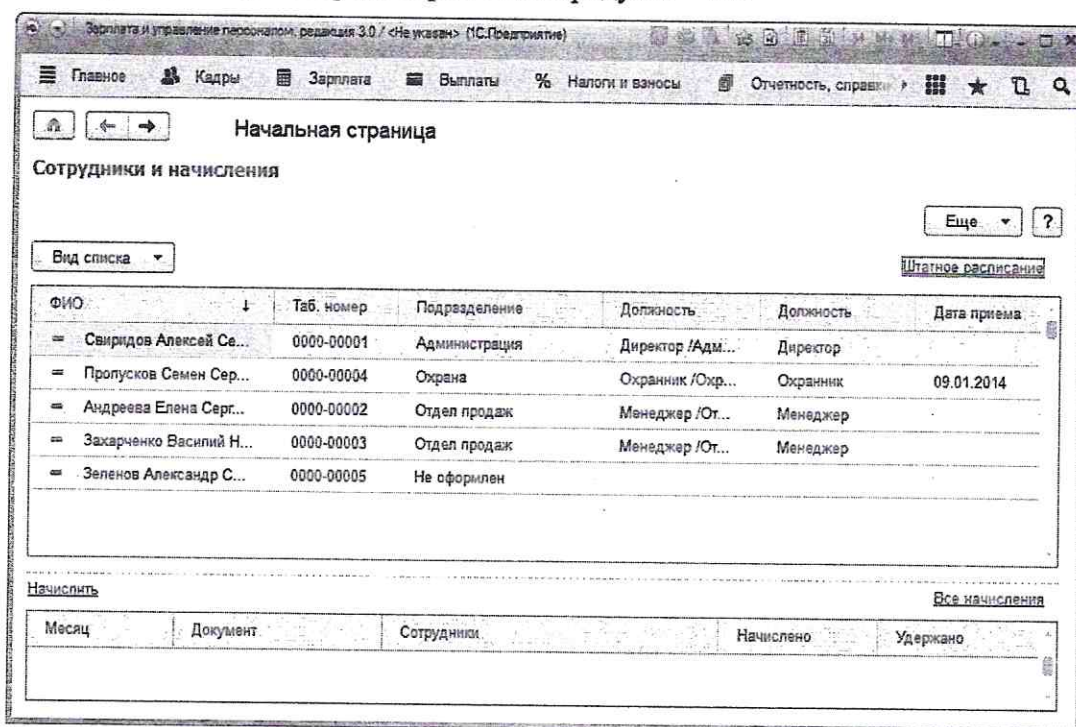 Зарплата и управление персоналом, редакция 3.0 / <Не указан> (1С:Предприятие)
Главное Кадры Зарплата Выплаты % Налоги и взносы Отчетность, справки
Начальная страница
Сотрудники и начисления
Еще ?
Вид списка Штатное расписание
ФИО ↓ Таб. номер Подразделение Должность Должность Дата приема
Свиридов Алексей Се... 0000-00001 Администрация Директор /Адм... Директор
Пропусков Семен Сер... 0000-00004 Охрана Охранник /Охр... Охранник 09.01.2014
Андреева Елена Серг... 0000-00002 Отдел продаж Менеджер /От... Менеджер
Захарченко Василий Н... 0000-00003 Отдел продаж Менеджер /От... Менеджер
Зеленов Александр С... 0000-00005 Не оформлен
Начислить Все начисления
Месяц Документ Сотрудники Начислено Удержано